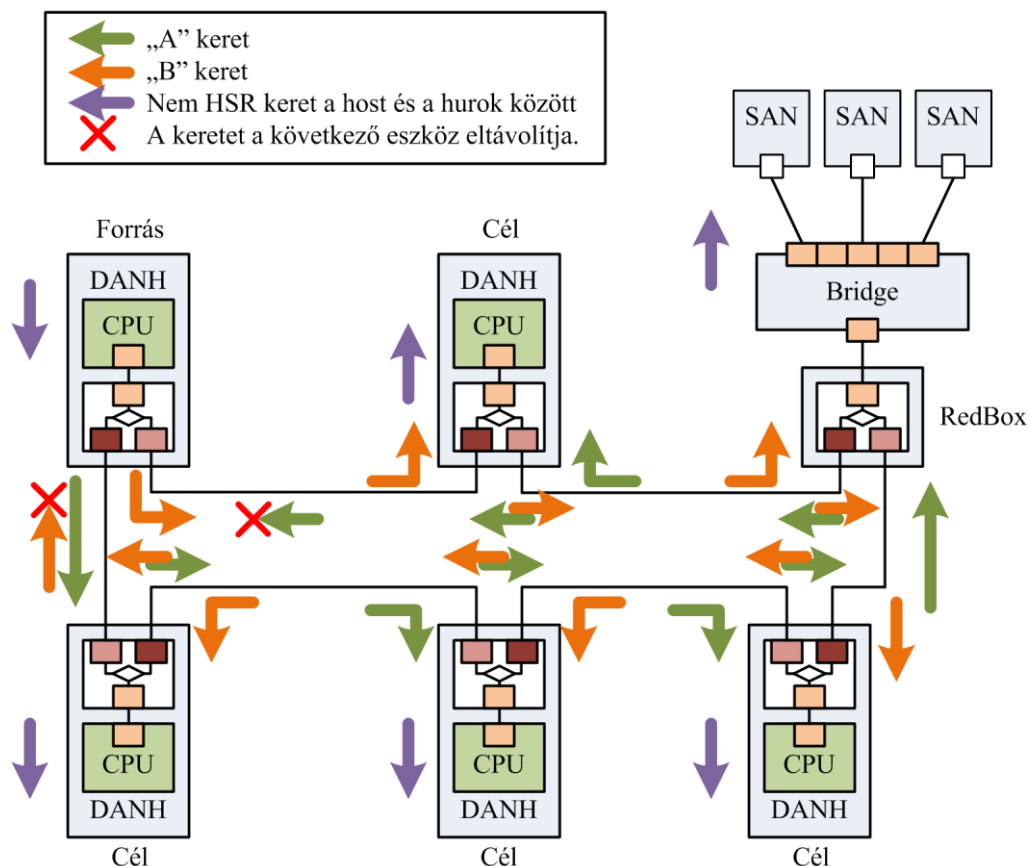 „A” keret
„B” keret
Nem HSR keret a host és a hurok között
A keretet a következő eszköz eltávolítja.
SAN
SAN
SAN
Forrás
Cél
DANH
DANH
Bridge
CPU
CPU
RedBox
CPU
CPU
CPU
DANH
DANH
DANH
Cél
Cél
Cél